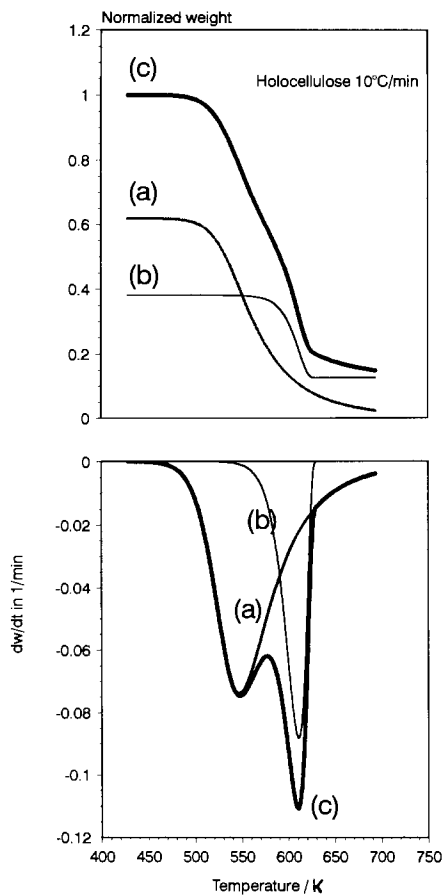 Normalized weight
(c)
Holocellulose 10°C/min
1
0.8
(a)
0.6
(b)
0.4
0.2
0
0
-0.02
(b)
-0.04
(a)
dw/dt in 1/min
-0.06
-0.08
-0.1
(c)
-0.12
400 450 500 550 600 650 700 750
Temperature / K